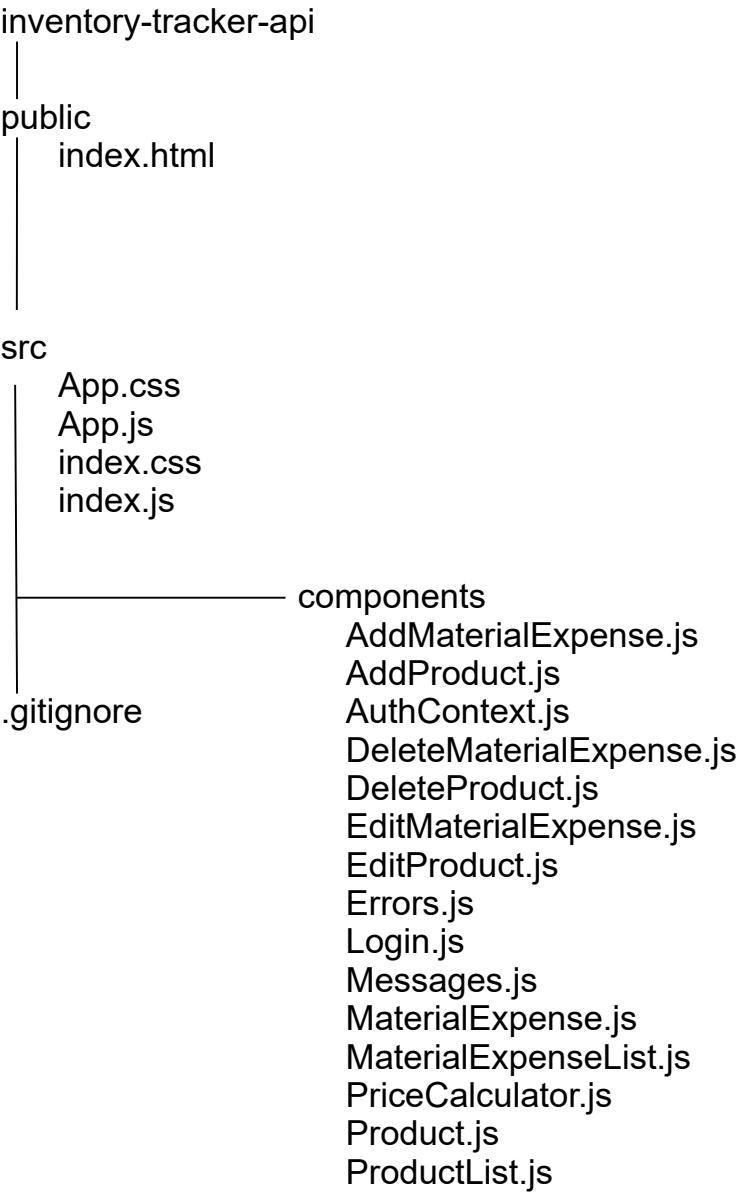 inventory-tracker-api
public
index.html
src
App.css
App.js
index.css
index.js
components
AddMaterialExpense.js
AddProduct.js
.gitignore
AuthContext.js
DeleteMaterialExpense.js
DeleteProduct.js
EditMaterialExpense.js
EditProduct.js
Errors.js
Login.js
Messages.js
MaterialExpense.js
MaterialExpenseList.js
PriceCalculator.js
Product.js
ProductList.js